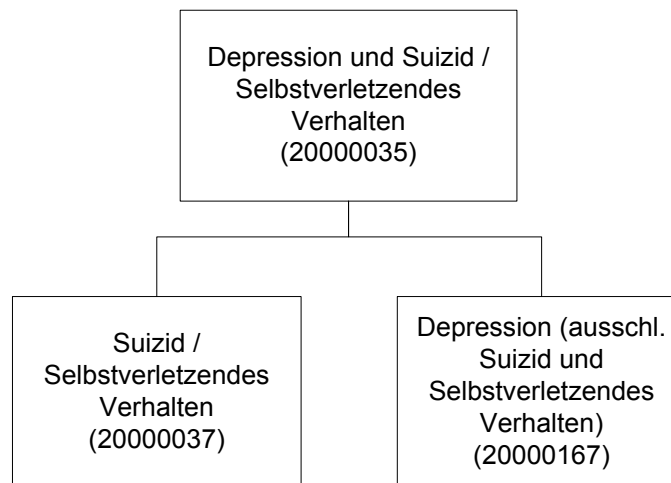 Depression und Suizid /
Selbstverletzendes
Verhalten
(20000035)
Suizid /
Selbstverletzendes
Verhalten
(20000037)
Depression (ausschl.
Suizid und
Selbstverletzendes
Verhalten)
(20000167)